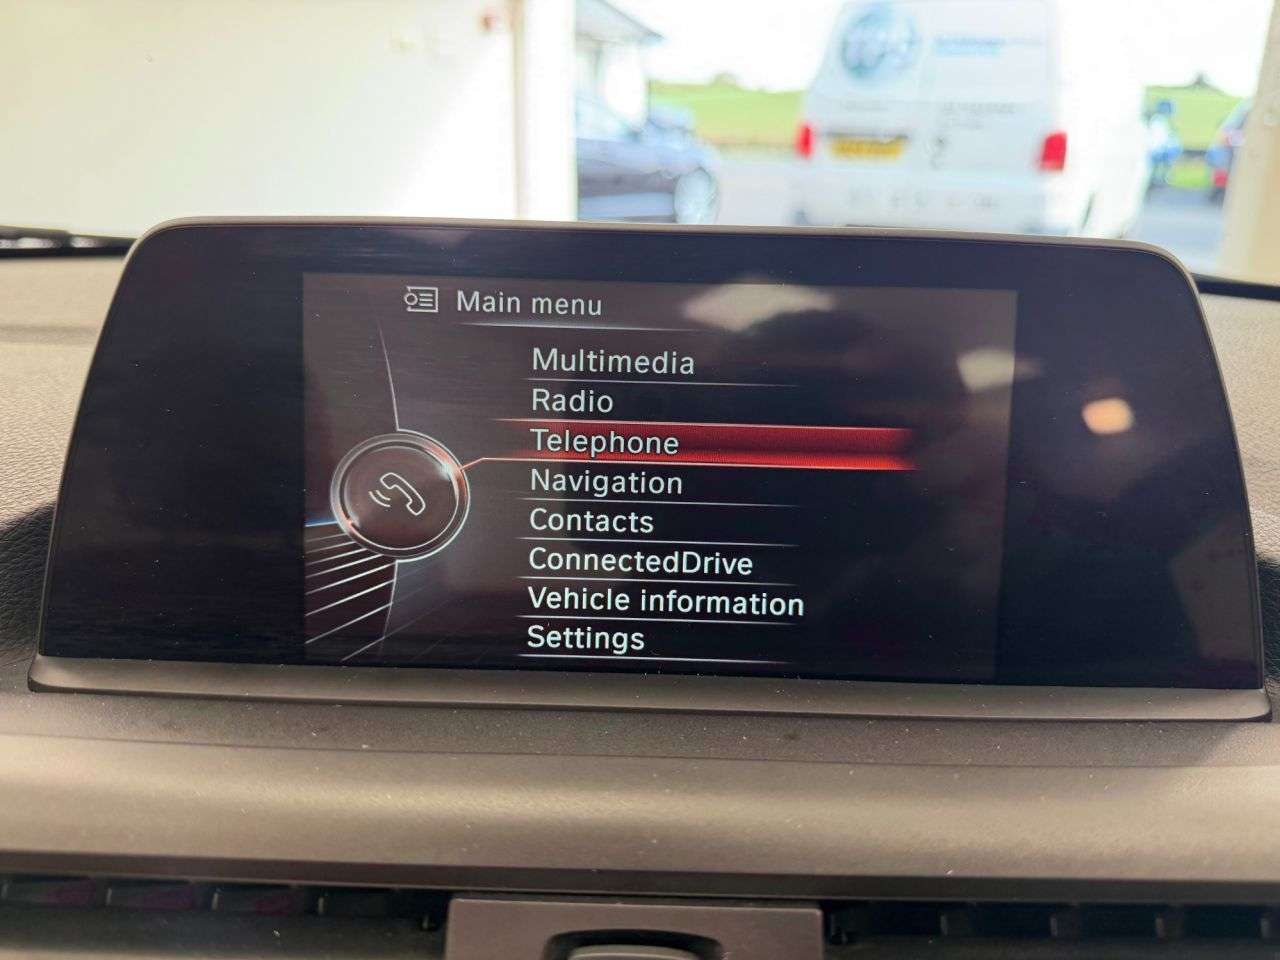 Main menu
Multimedia
Radio
Telephone
Navigation
Contacts
ConnectedDrive
Vehicle information
Settings